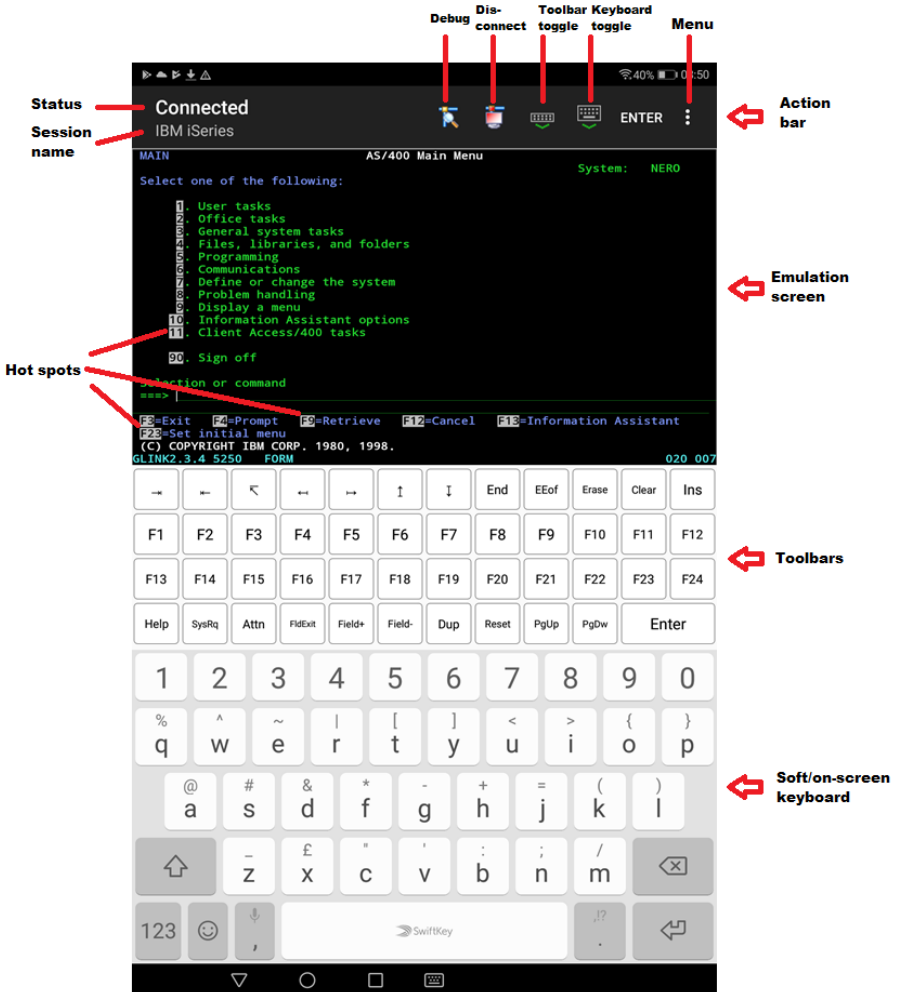 Debug
Dis-
connect
Toolbar Keyboard
toggle toggle
Menu
40% 08:50
Status
Connected
ENTER
Action
bar
Session
name
IBM iSeries
MAIN AS/400 Main Menu
System: NERO
Select one of the following:
1. User tasks
2. Office tasks
3. General system tasks
4. Files, libraries, and folders
5. Programming
6. Communications
7. Define or change the system
8. Problem handling
9. Display a menu
10. Information Assistant options
11. Client Access/400 tasks
90. Sign off
Emulation
screen
Hot spots
Selection or command
===>
F3=Exit F4=Prompt F9=Retrieve F12=Cancel F13=Information Assistant
F23=Set initial menu
(C) COPYRIGHT IBM CORP. 1980, 1998.
GLINK2.3.4 5250 FORM 020 007
End EEof Erase Clear Ins
F1 F2 F3 F4 F5 F6 F7 F8 F9 F10 F11 F12
Toolbars
F13 F14 F15 F16 F17 F18 F19 F20 F21 F22 F23 F24
Help SysRq Attn FldExit Field+ Field- Dup Reset PgUp PgDw Enter
1 2 3 4 5 6 7 8 9 0
% ^ ~ | [ ] < > { }
q w e r t y u i o p
@ # & * - + = ( )
a s d f g h j k l
Soft/on-screen
keyboard
_ £ " ' : ; /
z x c v b n m
123 , SwiftKey ,!? .